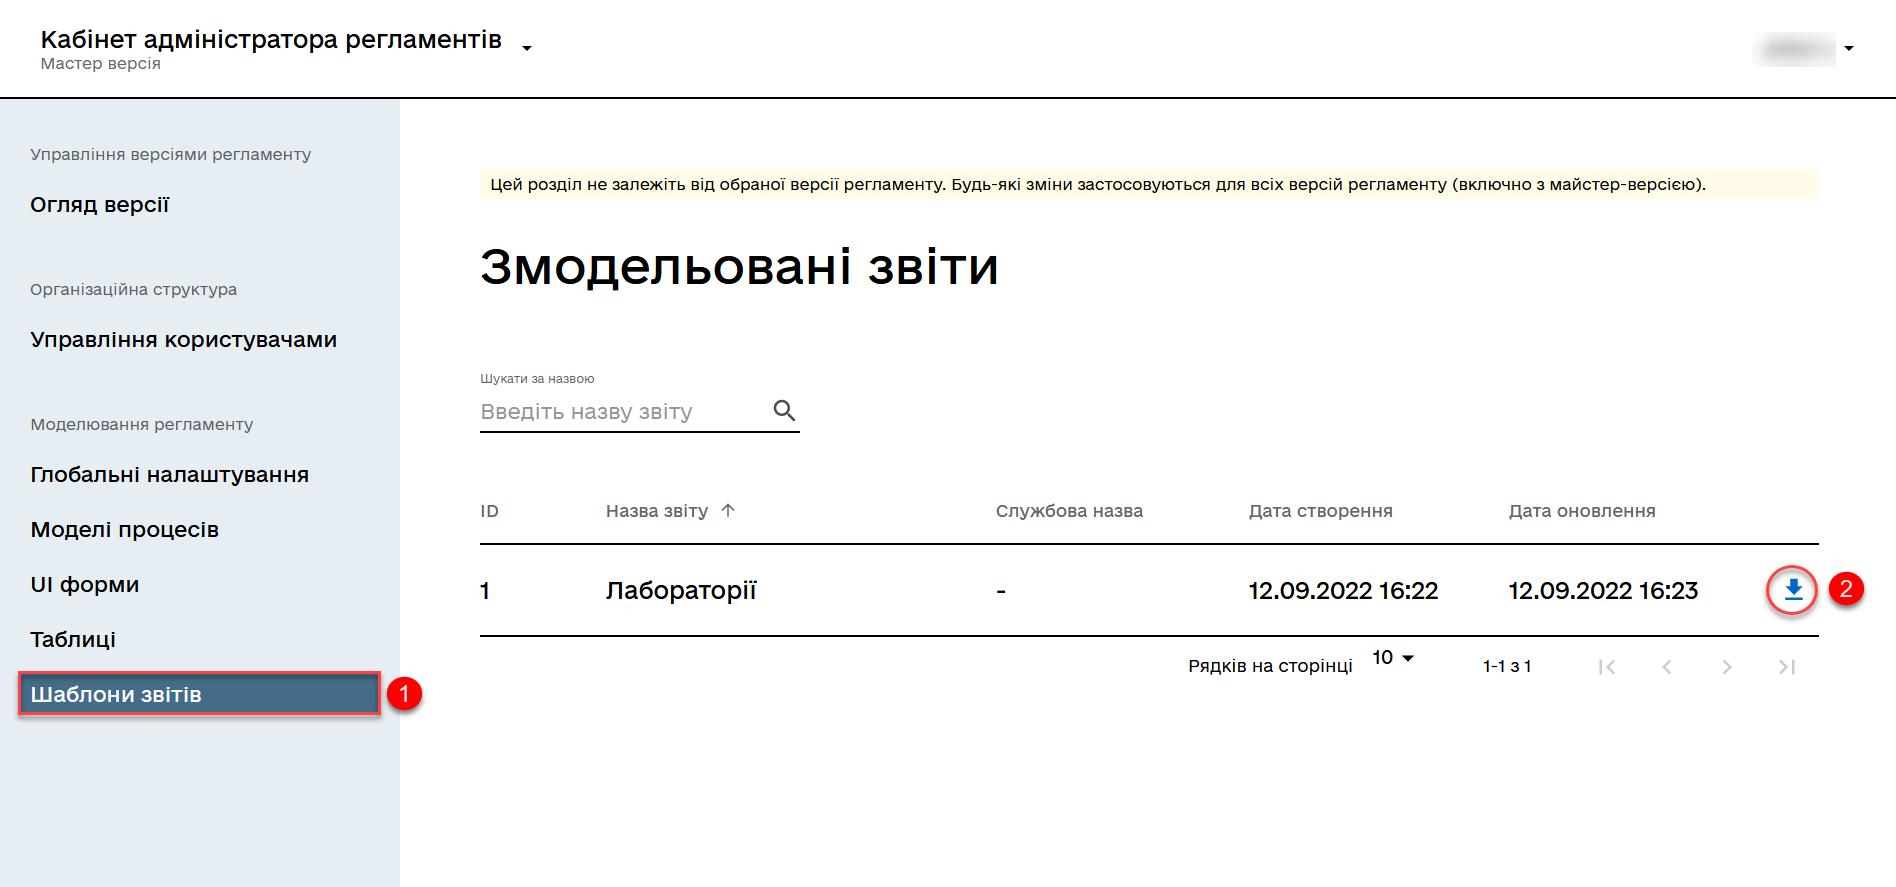 Кабінет адміністратора регламентів
Мастер версія
Управління версіями регламенту
Огляд версії
Організаційна структура
Управління користувачами
Моделювання регламенту
Глобальні налаштування
Моделі процесів
UI форми
Таблиці
Шаблони звітів
1
Цей розділ не залежіть від обраної версії регламенту. Будь-які зміни застосовуються для всіх версій регламенту (включно з майстер-версією).
Змодельовані звіти
Шукати за назвою
Введіть назву звіту
ID Назва звіту Службова назва Дата створення Дата оновлення
1 Лабораторії - 12.09.2022 16:22 12.09.2022 16:23 2
Рядків на сторінці 10 1-1 з 1